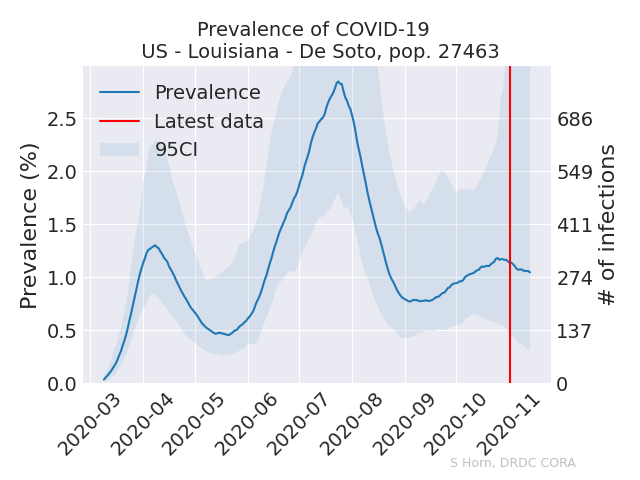 Prevalence of COVID-19
US - Louisiana - De Soto, pop. 27463
Prevalence
Latest data
95CI
Prevalence (%)
2.5
2.0
1.5
1.0
0.5
0.0
686
549
411
274
137
0
# of infections
2020-03
2020-04
2020-05
2020-06
2020-07
2020-08
2020-09
2020-10
2020-11
S Horn, DRDC CORA